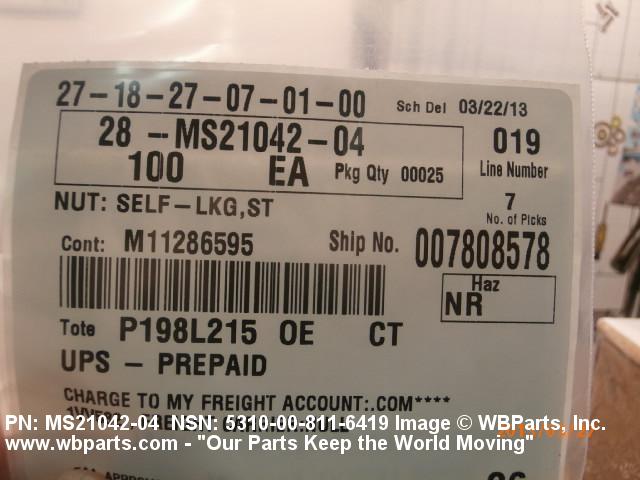 27-18-27-07-01-00 Sch Del 03/22/13
28 -MS21042-04 019
100 EA Pkg Qty 00025 Line Number
NUT: SELF-LKG,ST 7
No. of Picks
Cont: M11286595 Ship No. 007808578
Haz
NR
Tote P198L215 OE CT
UPS - PREPAID
CHARGE TO MY FREIGHT ACCOUNT:.COM****
PN: MS21042-04 NSN: 5310-00-811-6419 Image © WBParts, Inc.
www.wbparts.com - "Our Parts Keep the World Moving"